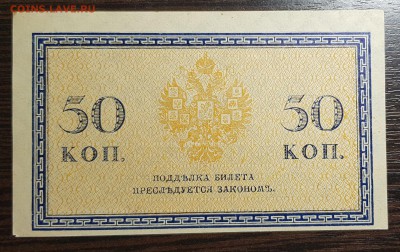 COINS.LAVE.RU
50
КОП.
50
КОП.
ПОДДѢЛКА БИЛЕТА
ПРЕСЛѢДУЕТСЯ ЗАКОНОМЪ.